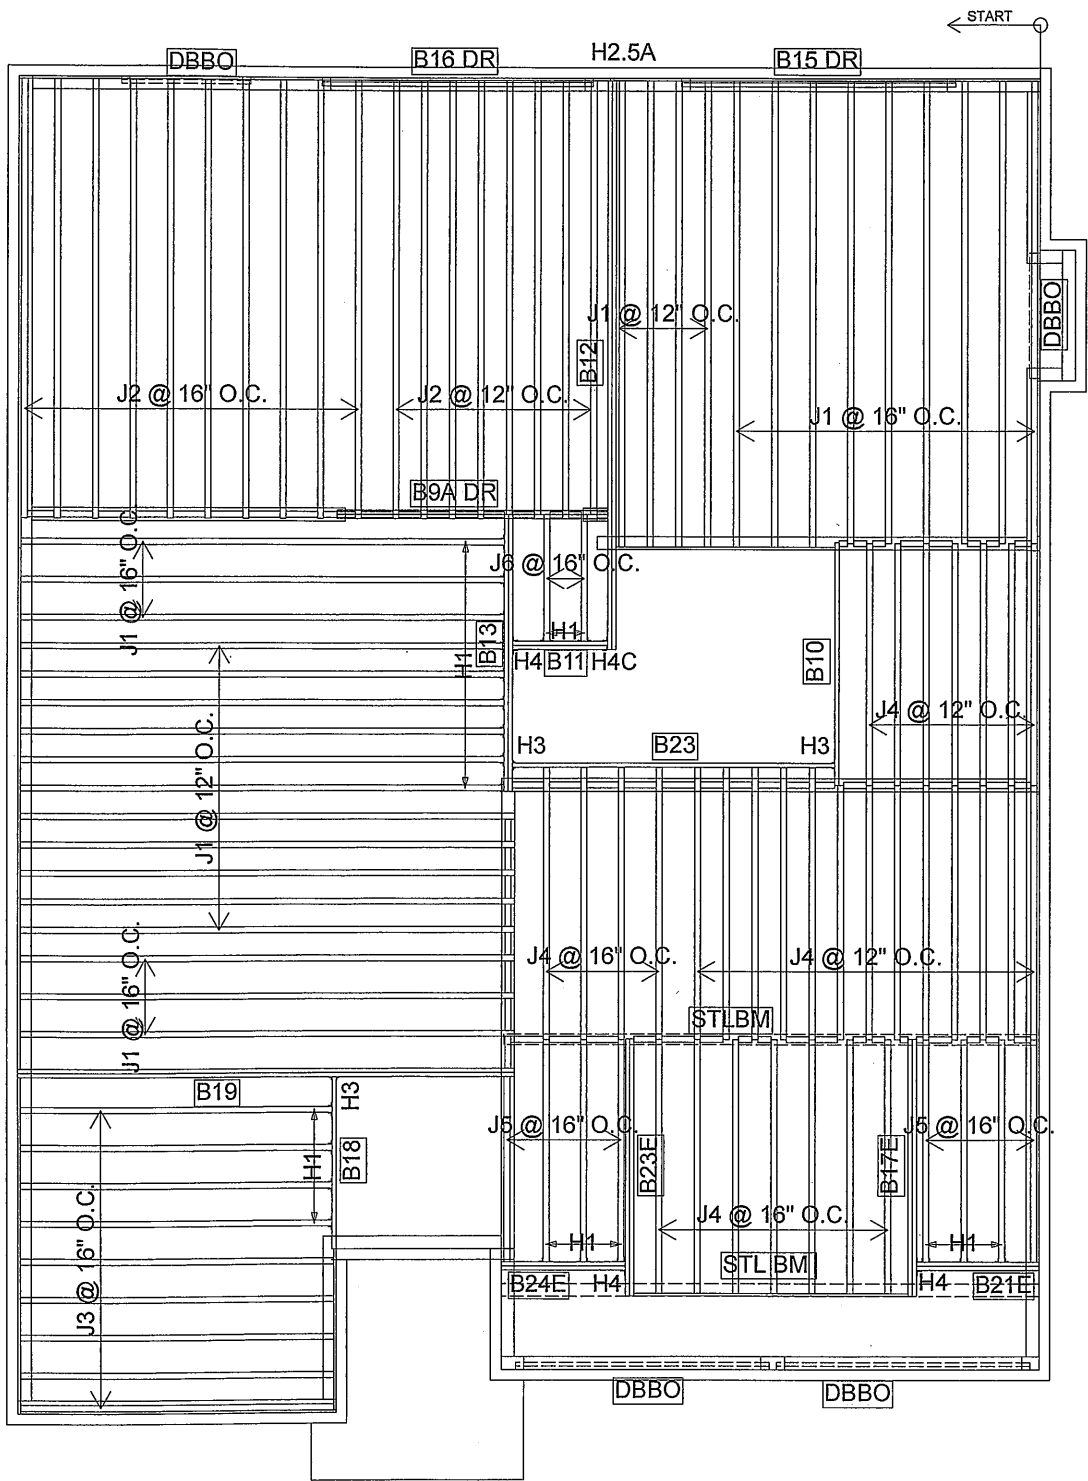 START
DBBO
B16 DR
H2.5A
B15 DR
DBBO
J1 @ 12" O.C.
B12
J2 @ 16" O.C.
J2 @ 12" O.C.
J1 @ 16" O.C.
B9A DR
J1 @ 16" O.C.
J6 @ 16" O.C.
H1
H1
B13
H4
B11
H4C
B10
J4 @ 12" O.C.
H3
B23
H3
J1 @ 12" O.C.
J1 @ 16" O.C.
J4 @ 16" O.C.
J4 @ 12" O.C.
STLBM
B19
H3
J5 @ 16" O.C.
J5 @ 16" O.C.
H1
B18
B23E
B17E
J3 @ 16" O.C.
J4 @ 16" O.C.
H1
H1
STL BM
B24E
H4
H4
B21E
DBBO
DBBO